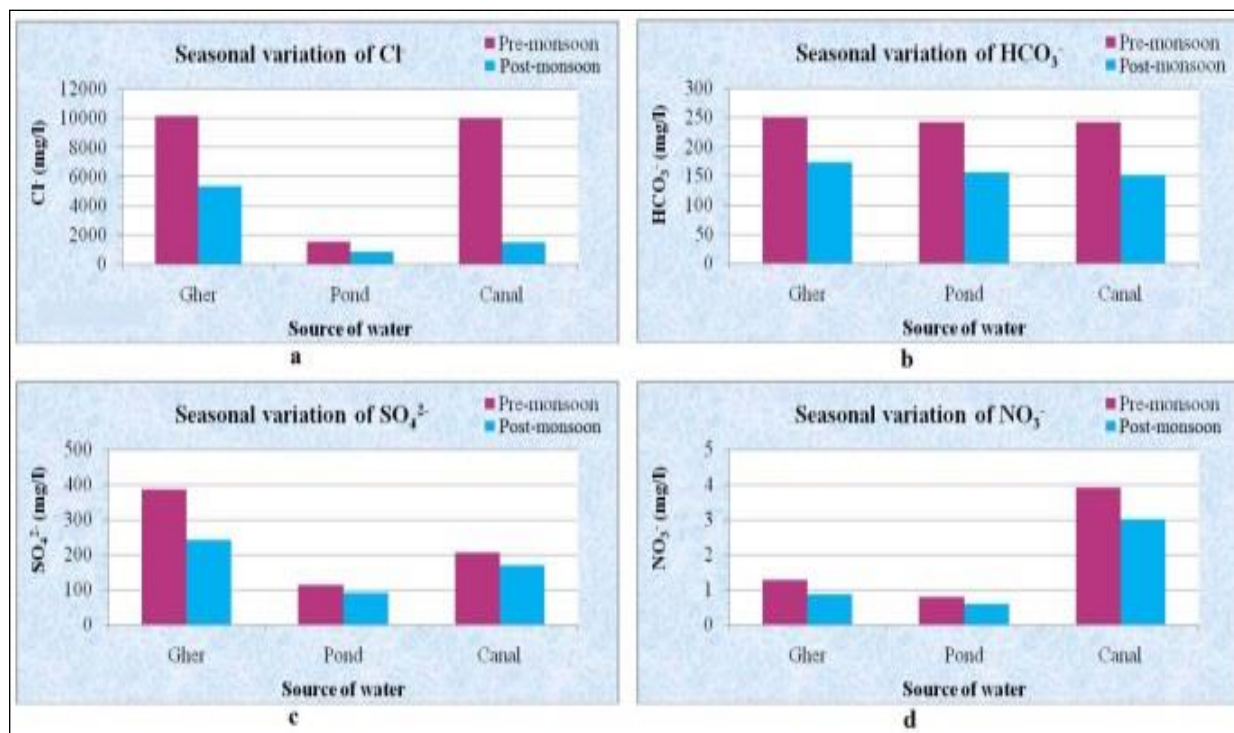 Seasonal variation of Cl⁻
Pre-monsoon
Post-monsoon
12000
10000
8000
6000
4000
2000
0
Cl⁻ (mg/l)
Gher Pond Canal
Source of water
a
Seasonal variation of HCO₃⁻
Pre-monsoon
Post-monsoon
300
250
200
150
100
50
0
HCO₃⁻ (mg/l)
Gher Pond Canal
Source of water
b
Seasonal variation of SO₄²⁻
Pre-monsoon
Post-monsoon
500
400
300
200
100
0
SO₄²⁻ (mg/l)
Gher Pond Canal
Source of water
c
Seasonal variation of NO₃⁻
Pre-monsoon
Post-monsoon
5
4
3
2
1
0
NO₃⁻ (mg/l)
Gher Pond Canal
Source of water
d